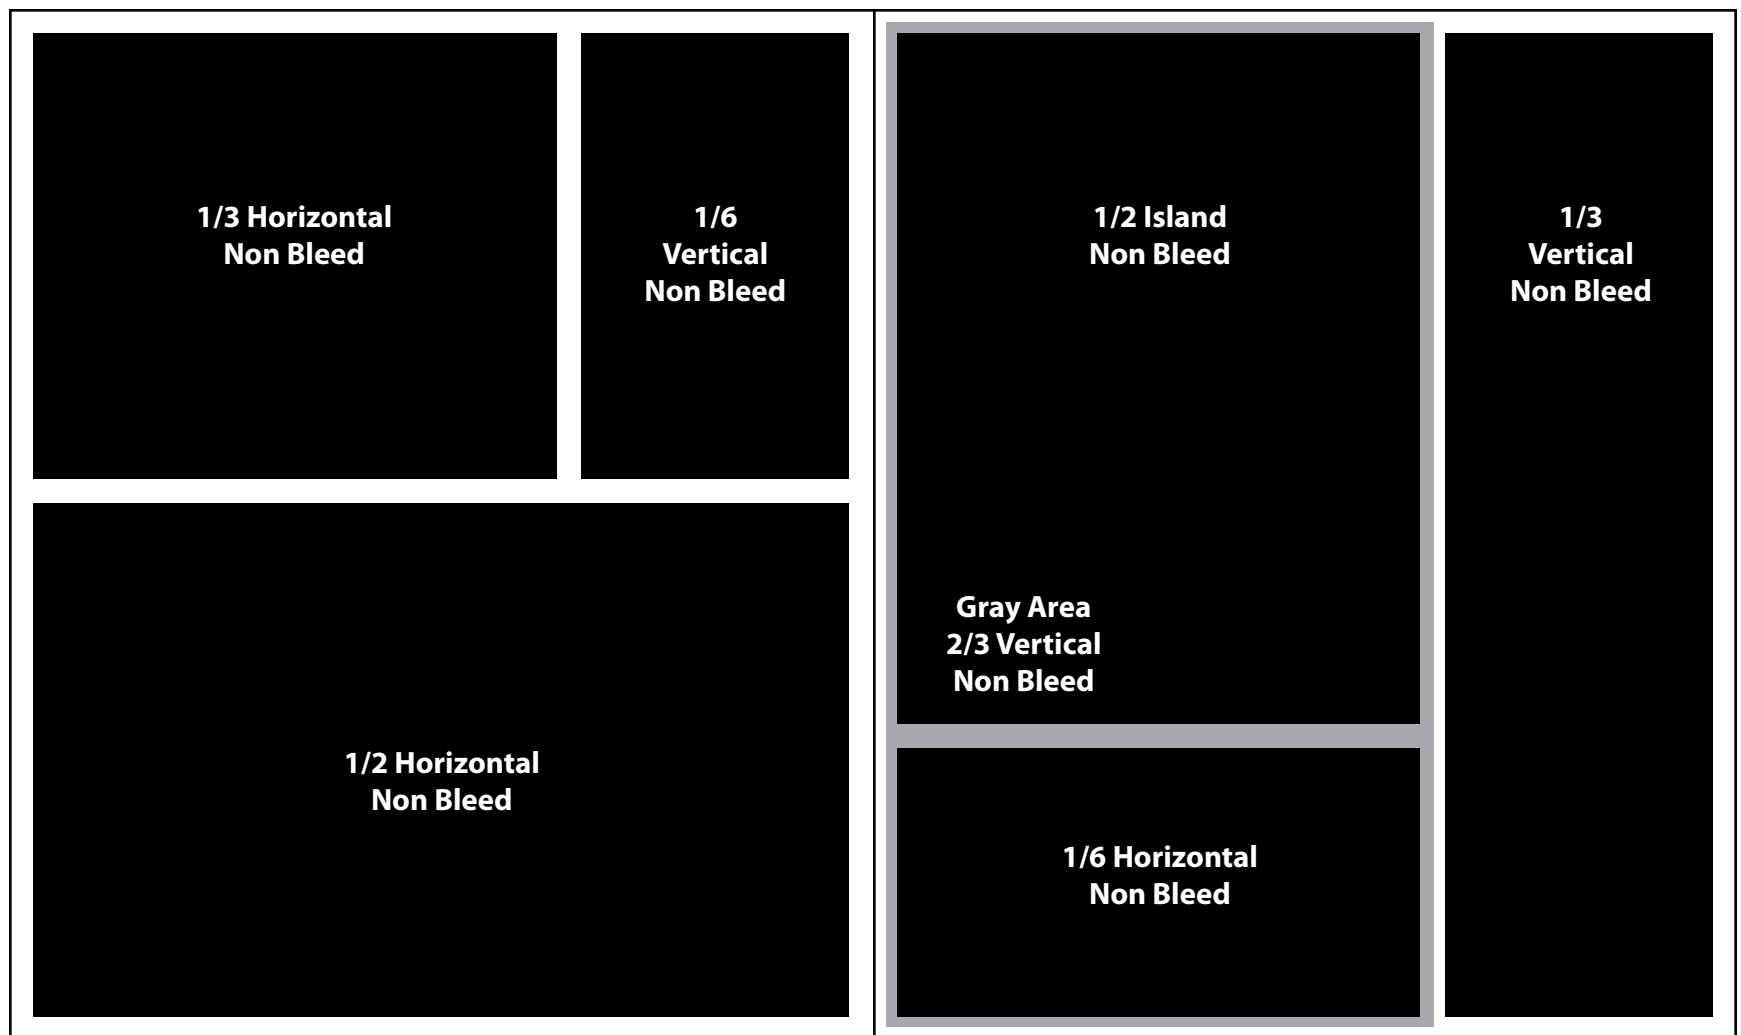 1/3 Horizontal
Non Bleed
1/6
Vertical
Non Bleed
1/2 Horizontal
Non Bleed
1/2 Island
Non Bleed
Gray Area
2/3 Vertical
Non Bleed
1/6 Horizontal
Non Bleed
1/3
Vertical
Non Bleed